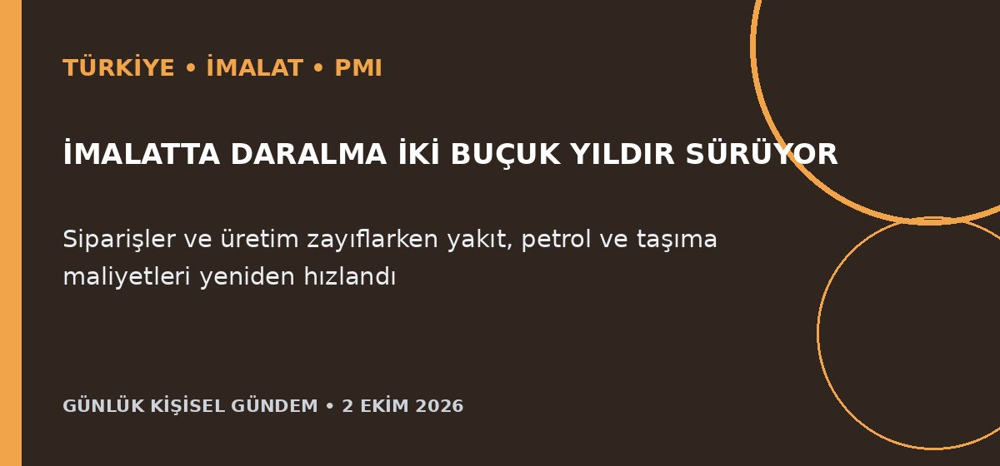 TÜRKİYE • İMALAT • PMI
İMALATTA DARALMA İKİ BUÇUK YILDIR SÜRÜYOR
Siparişler ve üretim zayıflarken yakıt, petrol ve taşıma
maliyetleri yeniden hızlandı
GÜNLÜK KİŞİSEL GÜNDEM • 2 EKİM 2026